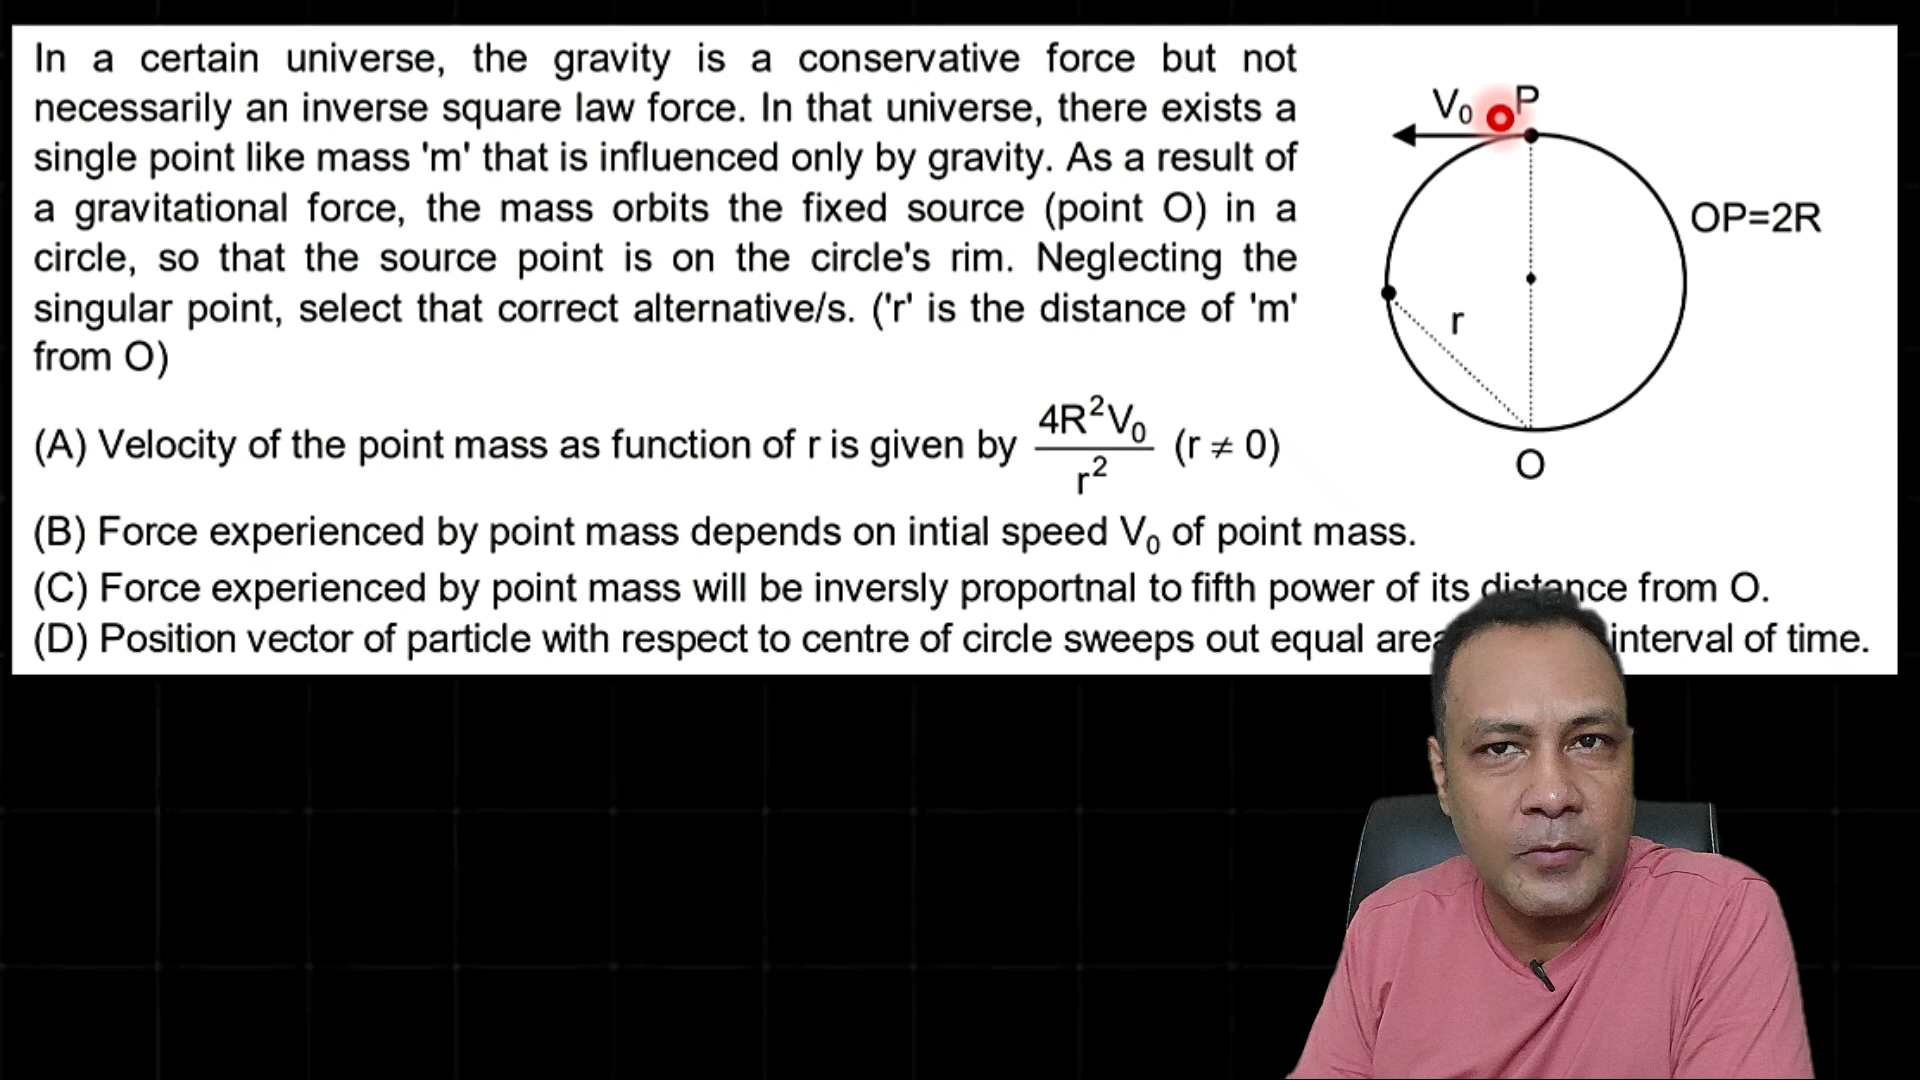 In a certain universe, the gravity is a conservative force but not
necessarily an inverse square law force. In that universe, there exists a
single point like mass 'm' that is influenced only by gravity. As a result of
a gravitational force, the mass orbits the fixed source (point O) in a
circle, so that the source point is on the circle's rim. Neglecting the
singular point, select that correct alternative/s. ('r' is the distance of 'm'
from O)
(A) Velocity of the point mass as function of r is given by 4R²V₀/r² (r ≠ 0)
(B) Force experienced by point mass depends on intial speed V₀ of point mass.
(C) Force experienced by point mass will be inversly proportnal to fifth power of its distance from O.
(D) Position vector of particle with respect to centre of circle sweeps out equal interval of time.
V₀
P
OP=2R
r
O